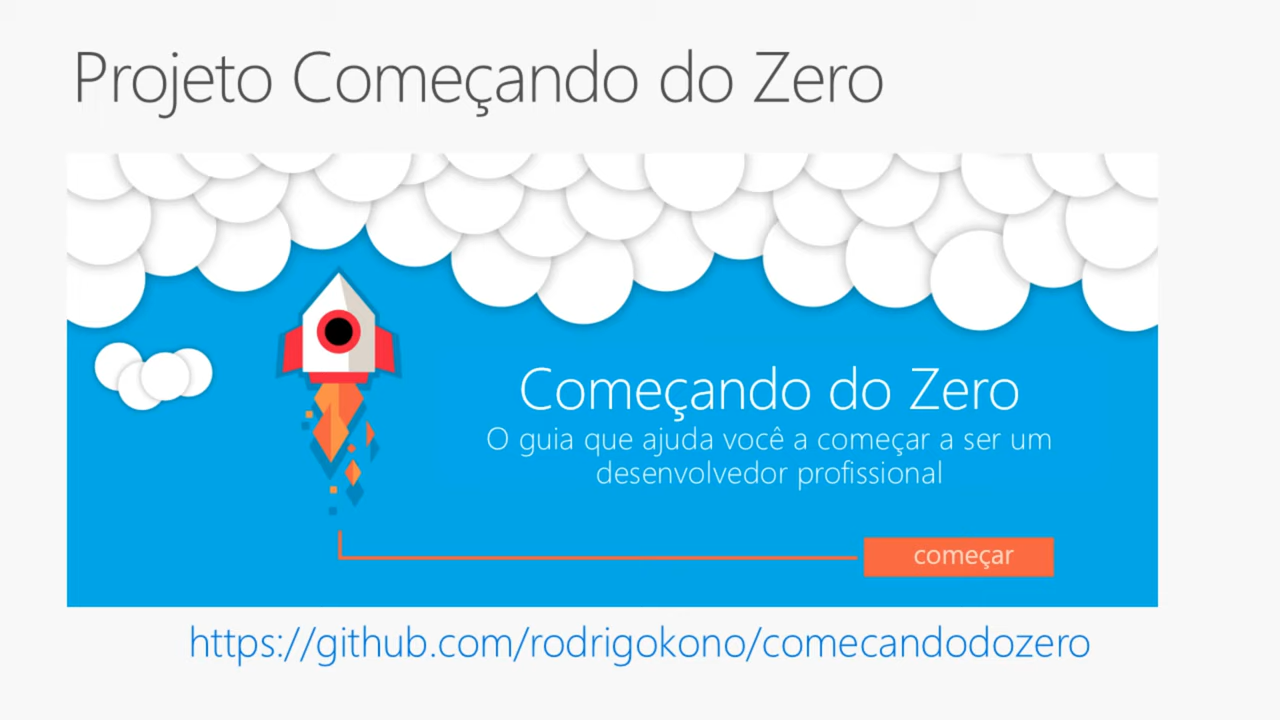 Projeto Começando do Zero
Começando do Zero
O guia que ajuda você a começar a ser um
desenvolvedor profissional
começar
https://github.com/rodrigokono/comecandodozero